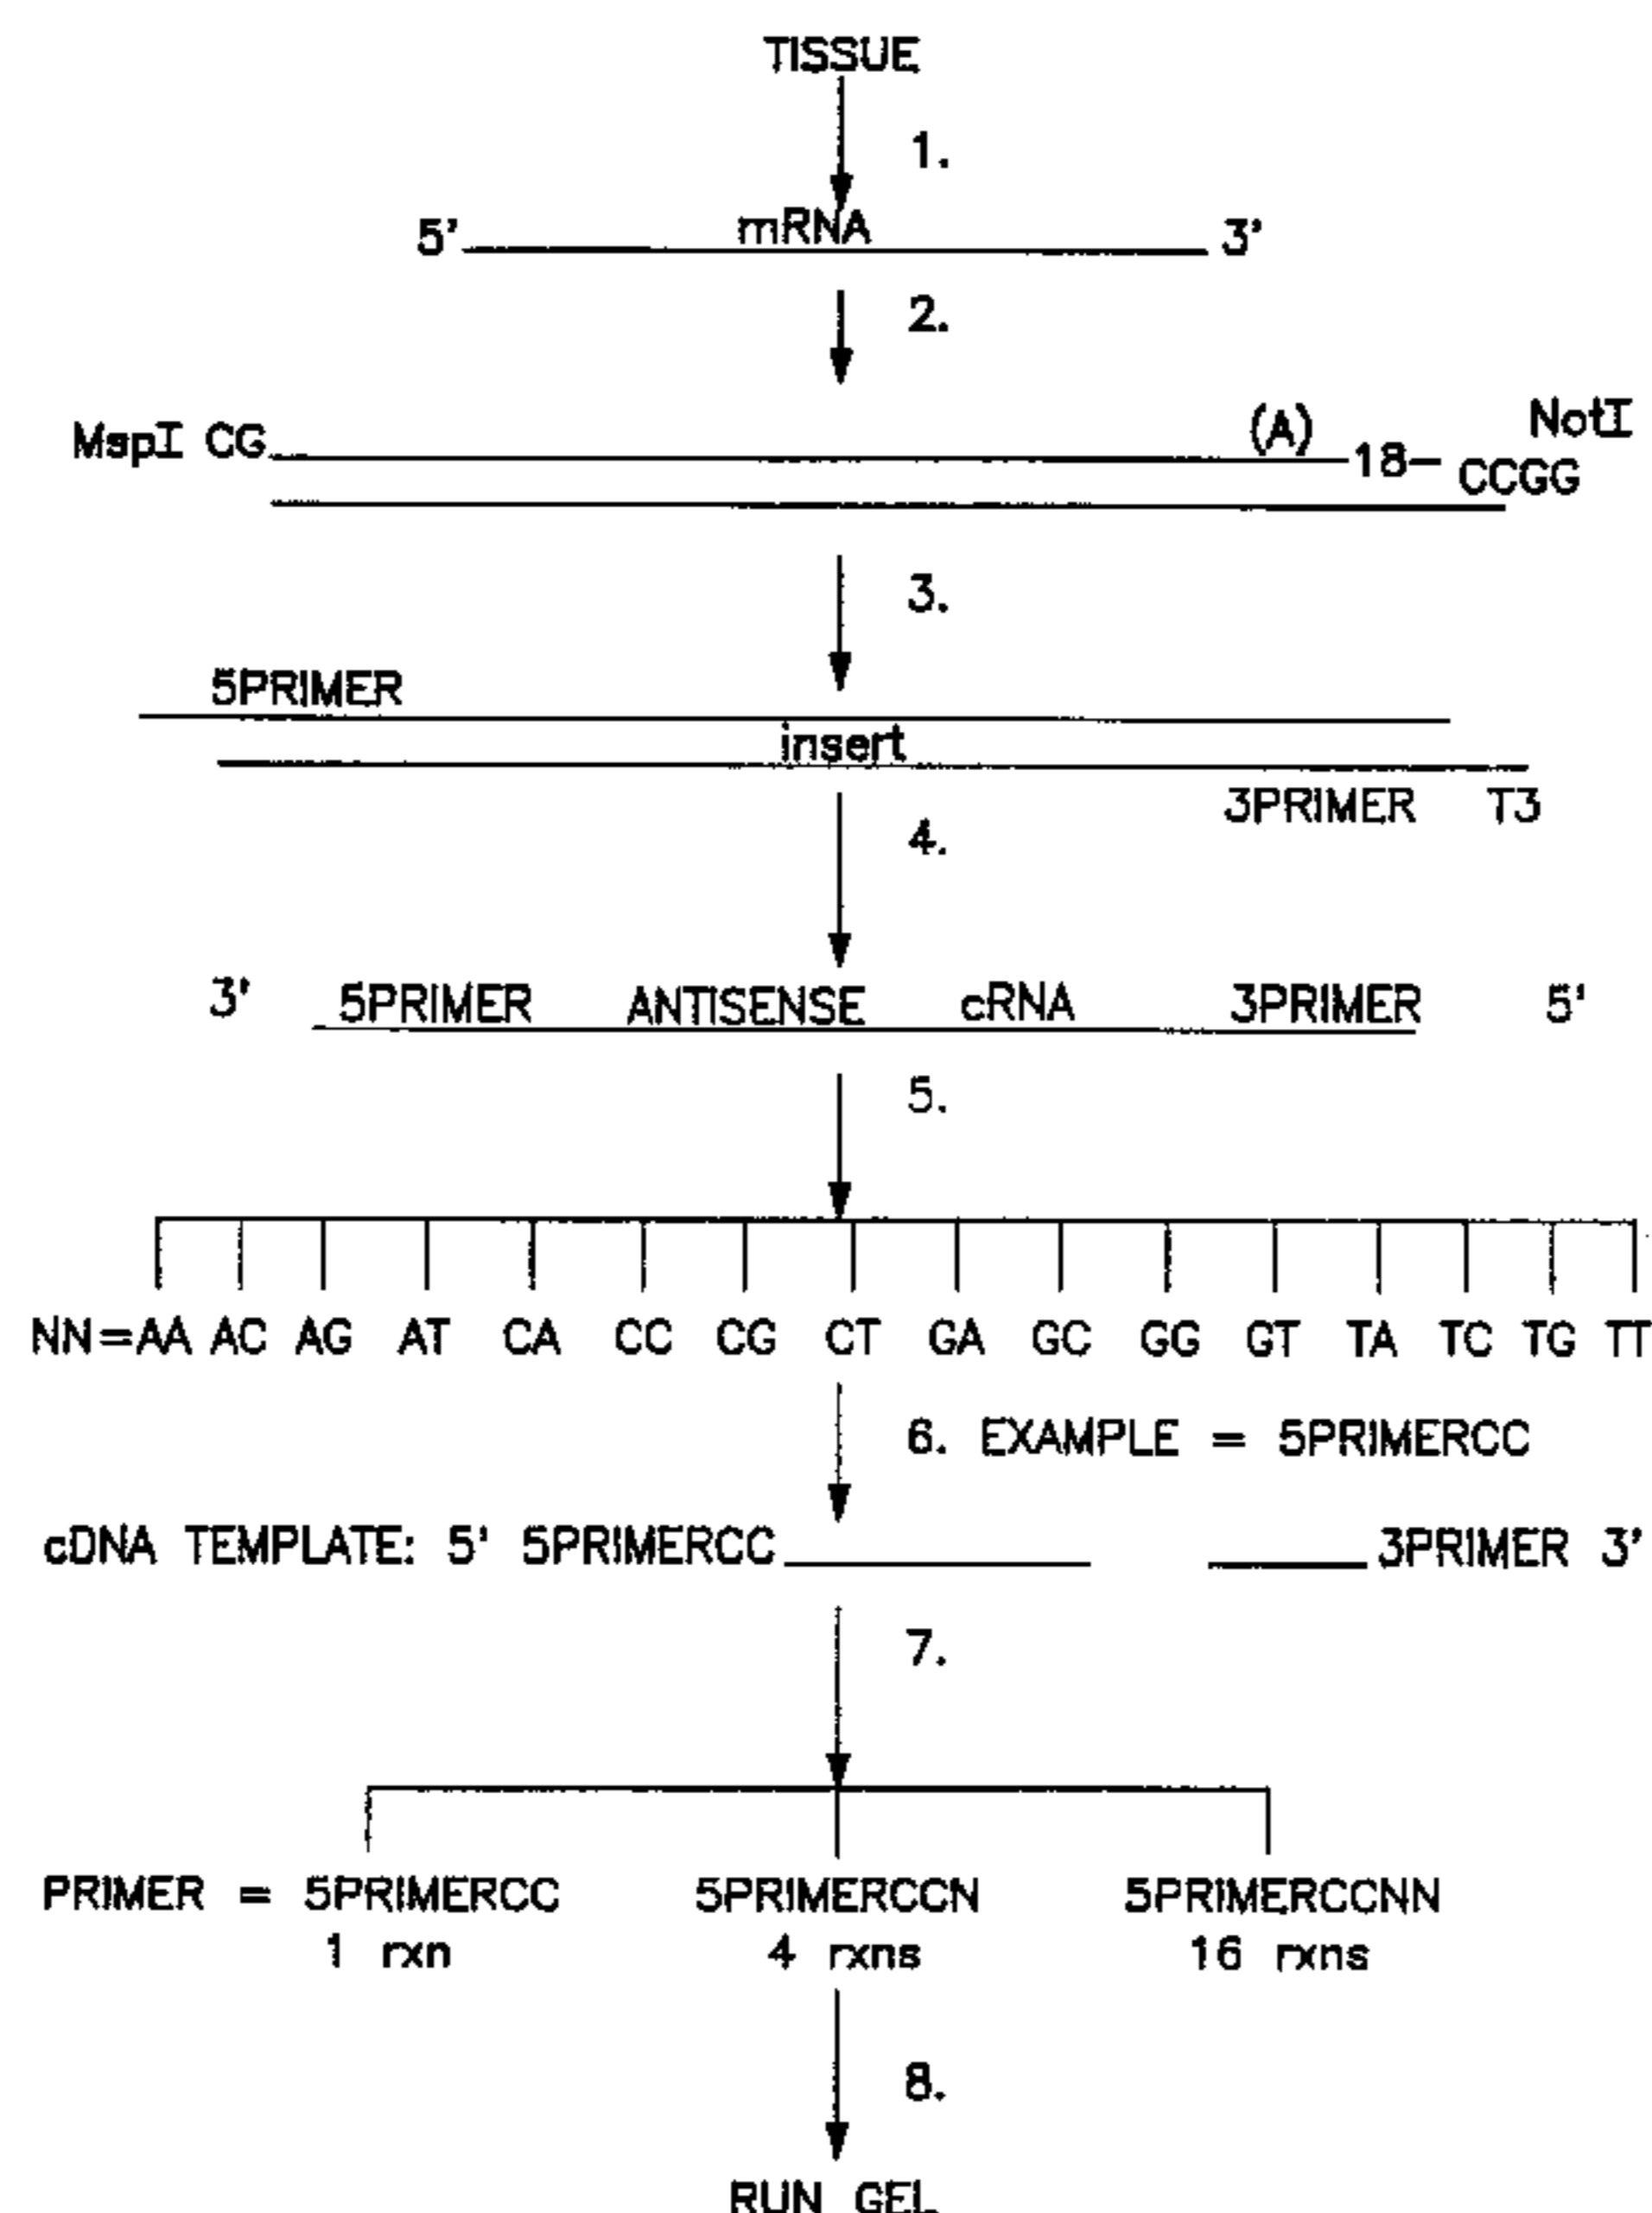 TISSUE
1.
5' mRNA 3'
2.
MspI CG (A) 18- CCGG NotI
3.
5PRIMER
insert
3PRIMER T3
4.
3' 5PRIMER ANTISENSE cRNA 3PRIMER 5'
5.
NN=AA AC AG AT CA CC CG CT GA GC GG GT TA TC TG TT
6. EXAMPLE = 5PRIMERCC
cDNA TEMPLATE: 5' 5PRIMERCC 3PRIMER 3'
7.
PRIMER = 5PRIMERCC 5PRIMERCCN 5PRIMERCCNN
1 rxn 4 rxns 16 rxns
8.
RUN GEL